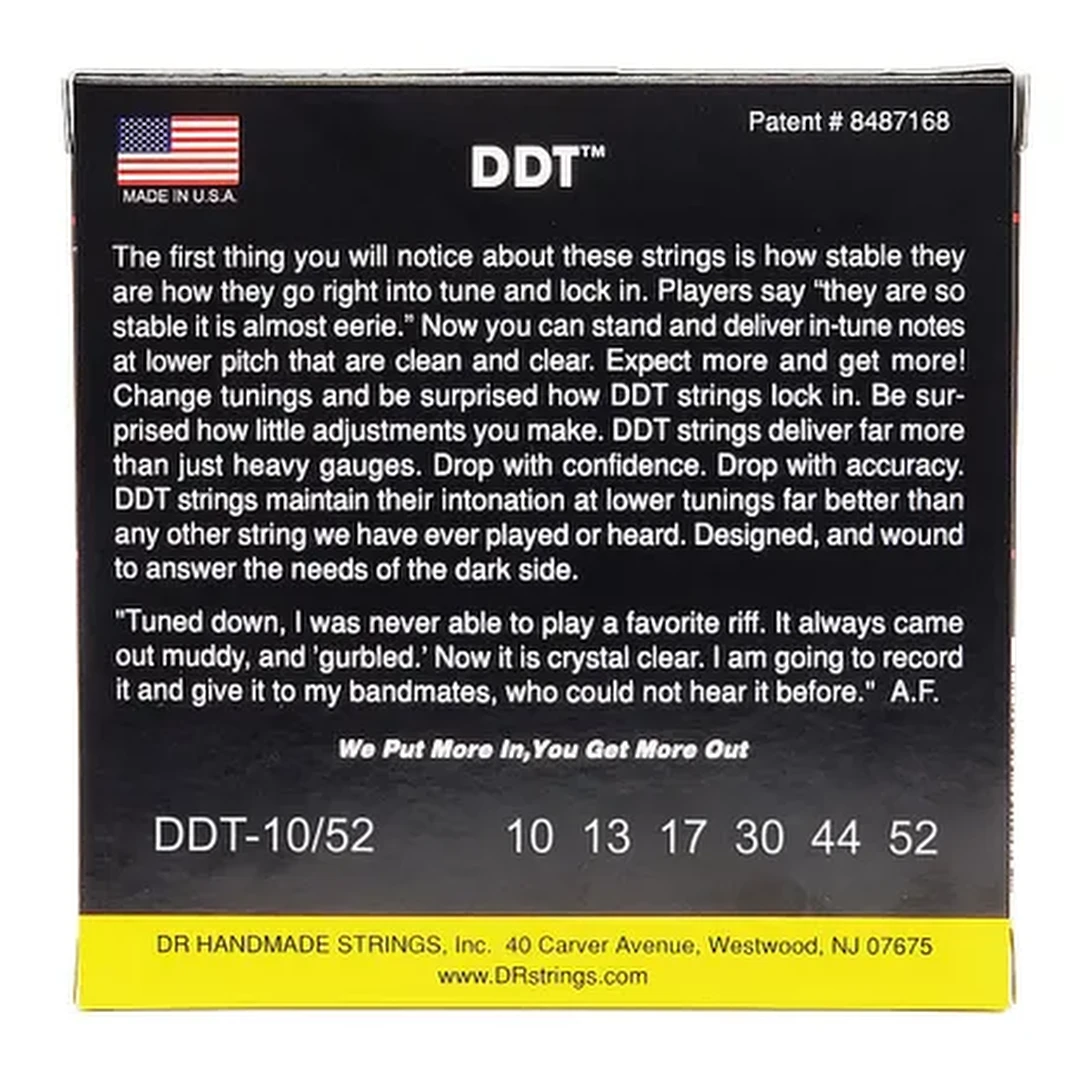 Patent # 8487168
MADE IN U.S.A.
DDT™
The first thing you will notice about these strings is how stable they
are how they go right into tune and lock in. Players say “they are so
stable it is almost eerie.” Now you can stand and deliver in-tune notes
at lower pitch that are clean and clear. Expect more and get more!
Change tunings and be surprised how DDT strings lock in. Be sur-
prised how little adjustments you make. DDT strings deliver far more
than just heavy gauges. Drop with confidence. Drop with accuracy.
DDT strings maintain their intonation at lower tunings far better than
any other string we have ever played or heard. Designed, and wound
to answer the needs of the dark side.
"Tuned down, I was never able to play a favorite riff. It always came
out muddy, and 'gurbled.’ Now it is crystal clear. I am going to record
it and give it to my bandmates, who could not hear it before." A.F.
We Put More In,You Get More Out
DDT-10/52 10 13 17 30 44 52
DR HANDMADE STRINGS, Inc. 40 Carver Avenue, Westwood, NJ 07675
www.DRstrings.com